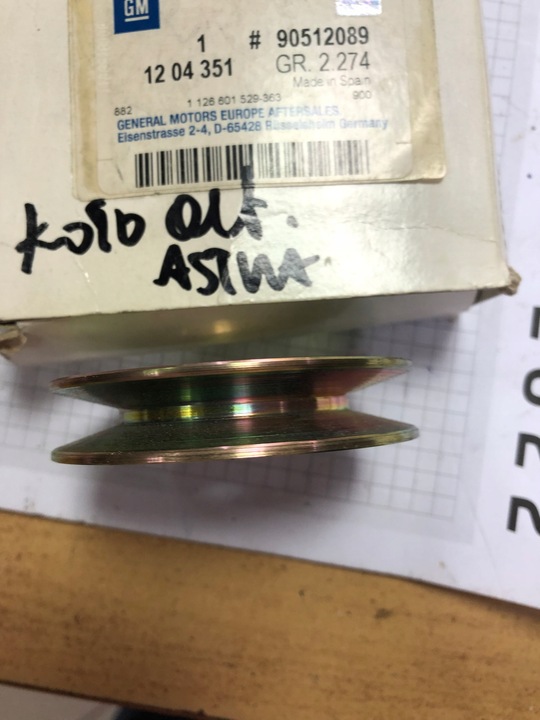 GM
1 # 90512089
12 04 351 GR. 2.274
Made in Spain
882 1 126 601 529-363 900
GENERAL MOTORS EUROPE AFTERSALES
Eisenstrasse 2-4, D-65428 Rüsselsheim Germany
Koło alt.
ASTRA